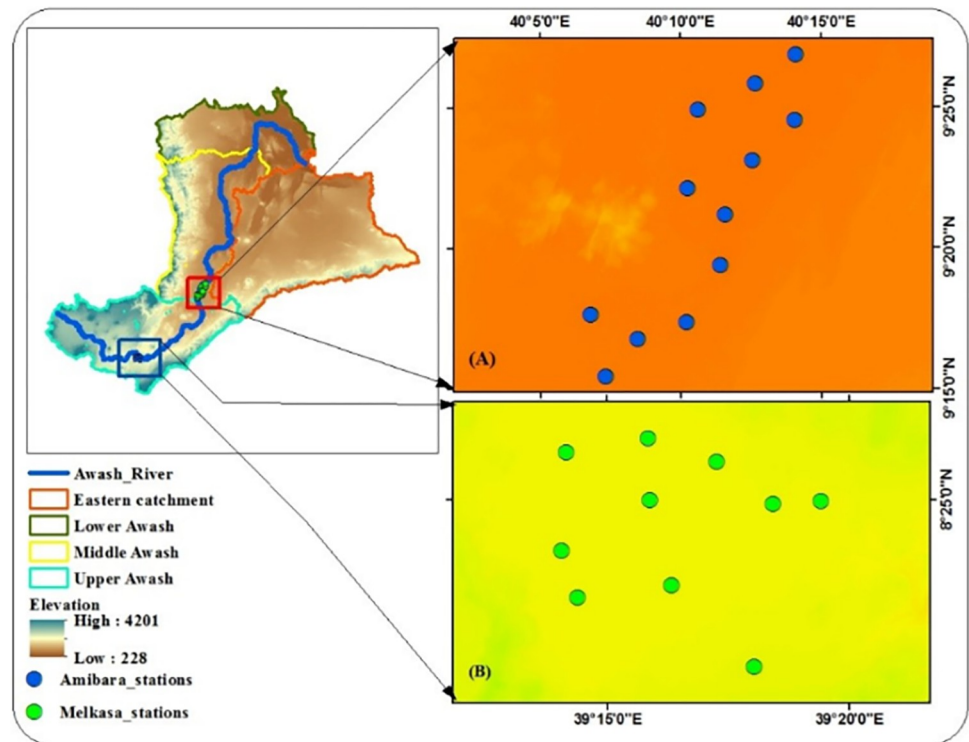 40°5'0"E 40°10'0"E 40°15'0"E
9°25'0"N
9°20'0"N
9°15'0"N
(A)
8°25'0"N
(B)
39°15'0"E 39°20'0"E
Awash_River
Eastern catchment
Lower Awash
Middle Awash
Upper Awash
Elevation
High : 4201
Low : 228
Amibara_stations
Melkasa_stations